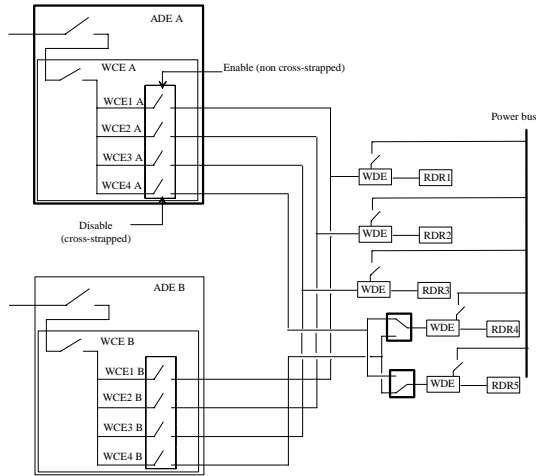 ADE A
WCE A
Enable (non cross-strapped)
WCE1 A
WCE2 A
WCE3 A
WCE4 A
Disable
(cross-strapped)
Power bus
WDE
RDR1
WDE
RDR2
WDE
RDR3
WDE
RDR4
WDE
RDR5
ADE B
WCE B
WCE1 B
WCE2 B
WCE3 B
WCE4 B